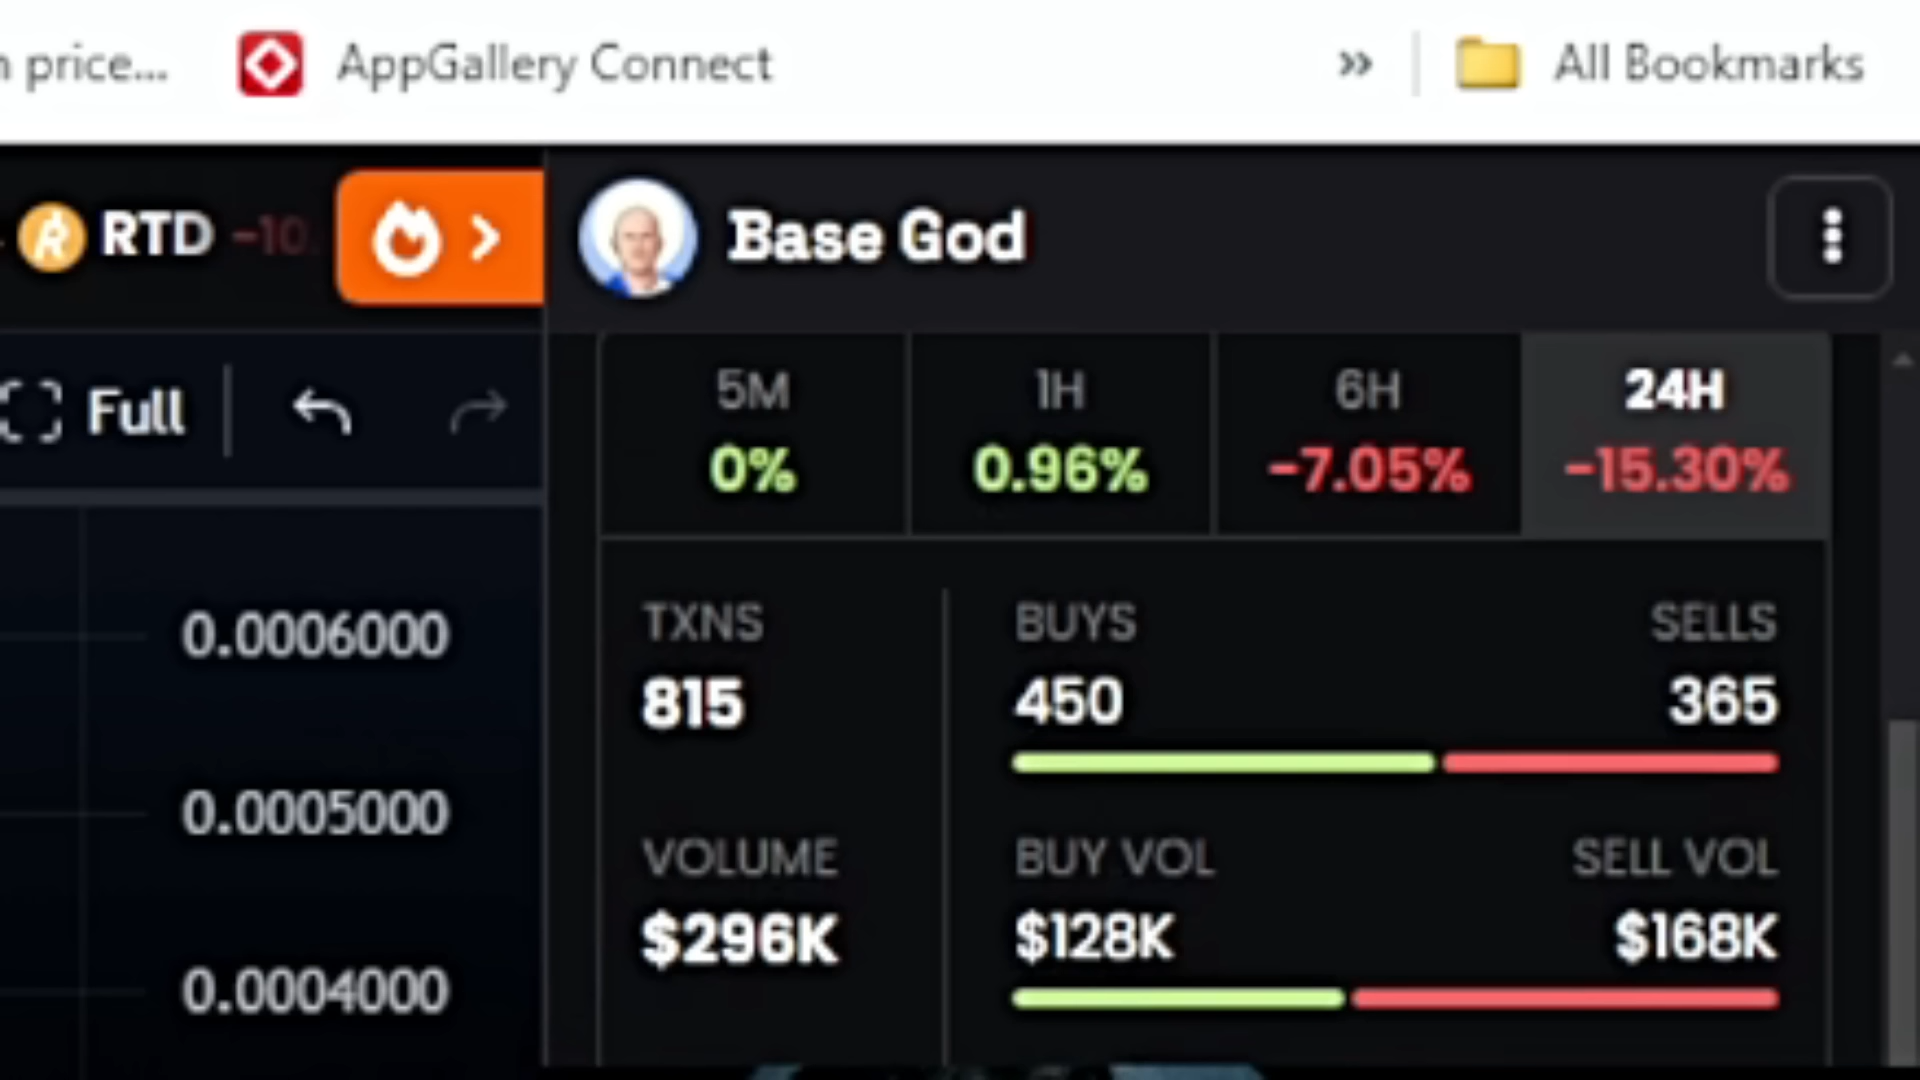 price...
AppGallery Connect
»
All Bookmarks
RTD -10.
Base God
Full
5M
1H
6H
24H
0%
0.96%
-7.05%
-15.30%
TXNS
BUYS
SELLS
815
450
365
VOLUME
BUY VOL
SELL VOL
$296K
$128K
$168K
0.0006000
0.0005000
0.0004000